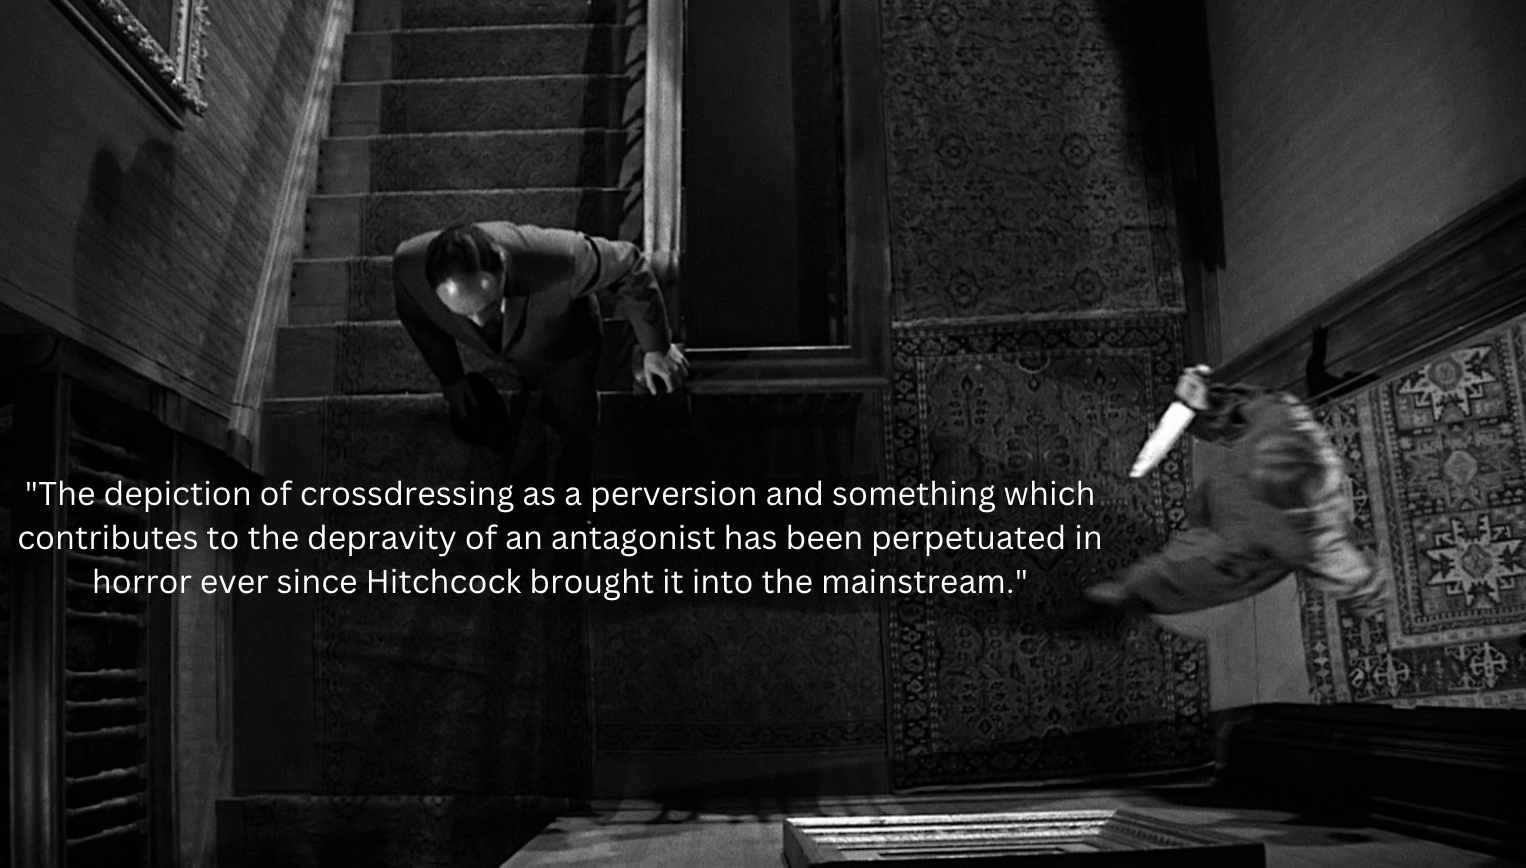 "The depiction of crossdressing as a perversion and something which
contributes to the depravity of an antagonist has been perpetuated in
horror ever since Hitchcock brought it into the mainstream."